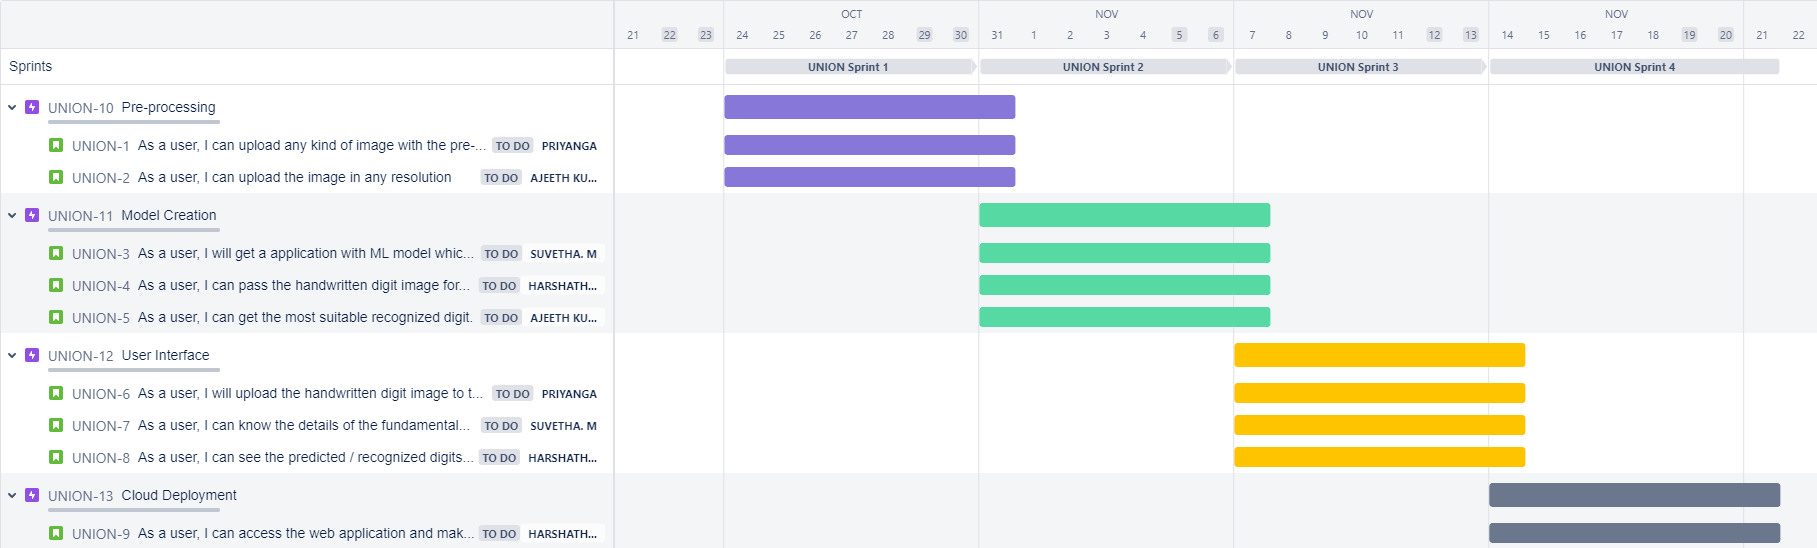 OCT NOV NOV NOV
21 22 23 24 25 26 27 28 29 30 31 1 2 3 4 5 6 7 8 9 10 11 12 13 14 15 16 17 18 19 20 21 22
Sprints UNION Sprint 1 UNION Sprint 2 UNION Sprint 3 UNION Sprint 4
UNION-10 Pre-processing
UNION-1 As a user, I can upload any kind of image with the pre-... TO DO PRIYANGA
UNION-2 As a user, I can upload the image in any resolution TO DO AJEETH KU...
UNION-11 Model Creation
UNION-3 As a user, I will get a application with ML model whic... TO DO SUVETHA. M
UNION-4 As a user, I can pass the handwritten digit image for... TO DO HARSHATH...
UNION-5 As a user, I can get the most suitable recognized digit. TO DO AJEETH KU...
UNION-12 User Interface
UNION-6 As a user, I will upload the handwritten digit image to t... TO DO PRIYANGA
UNION-7 As a user, I can know the details of the fundamental... TO DO SUVETHA. M
UNION-8 As a user, I can see the predicted / recognized digits... TO DO HARSHATH...
UNION-13 Cloud Deployment
UNION-9 As a user, I can access the web application and mak... TO DO HARSHATH...